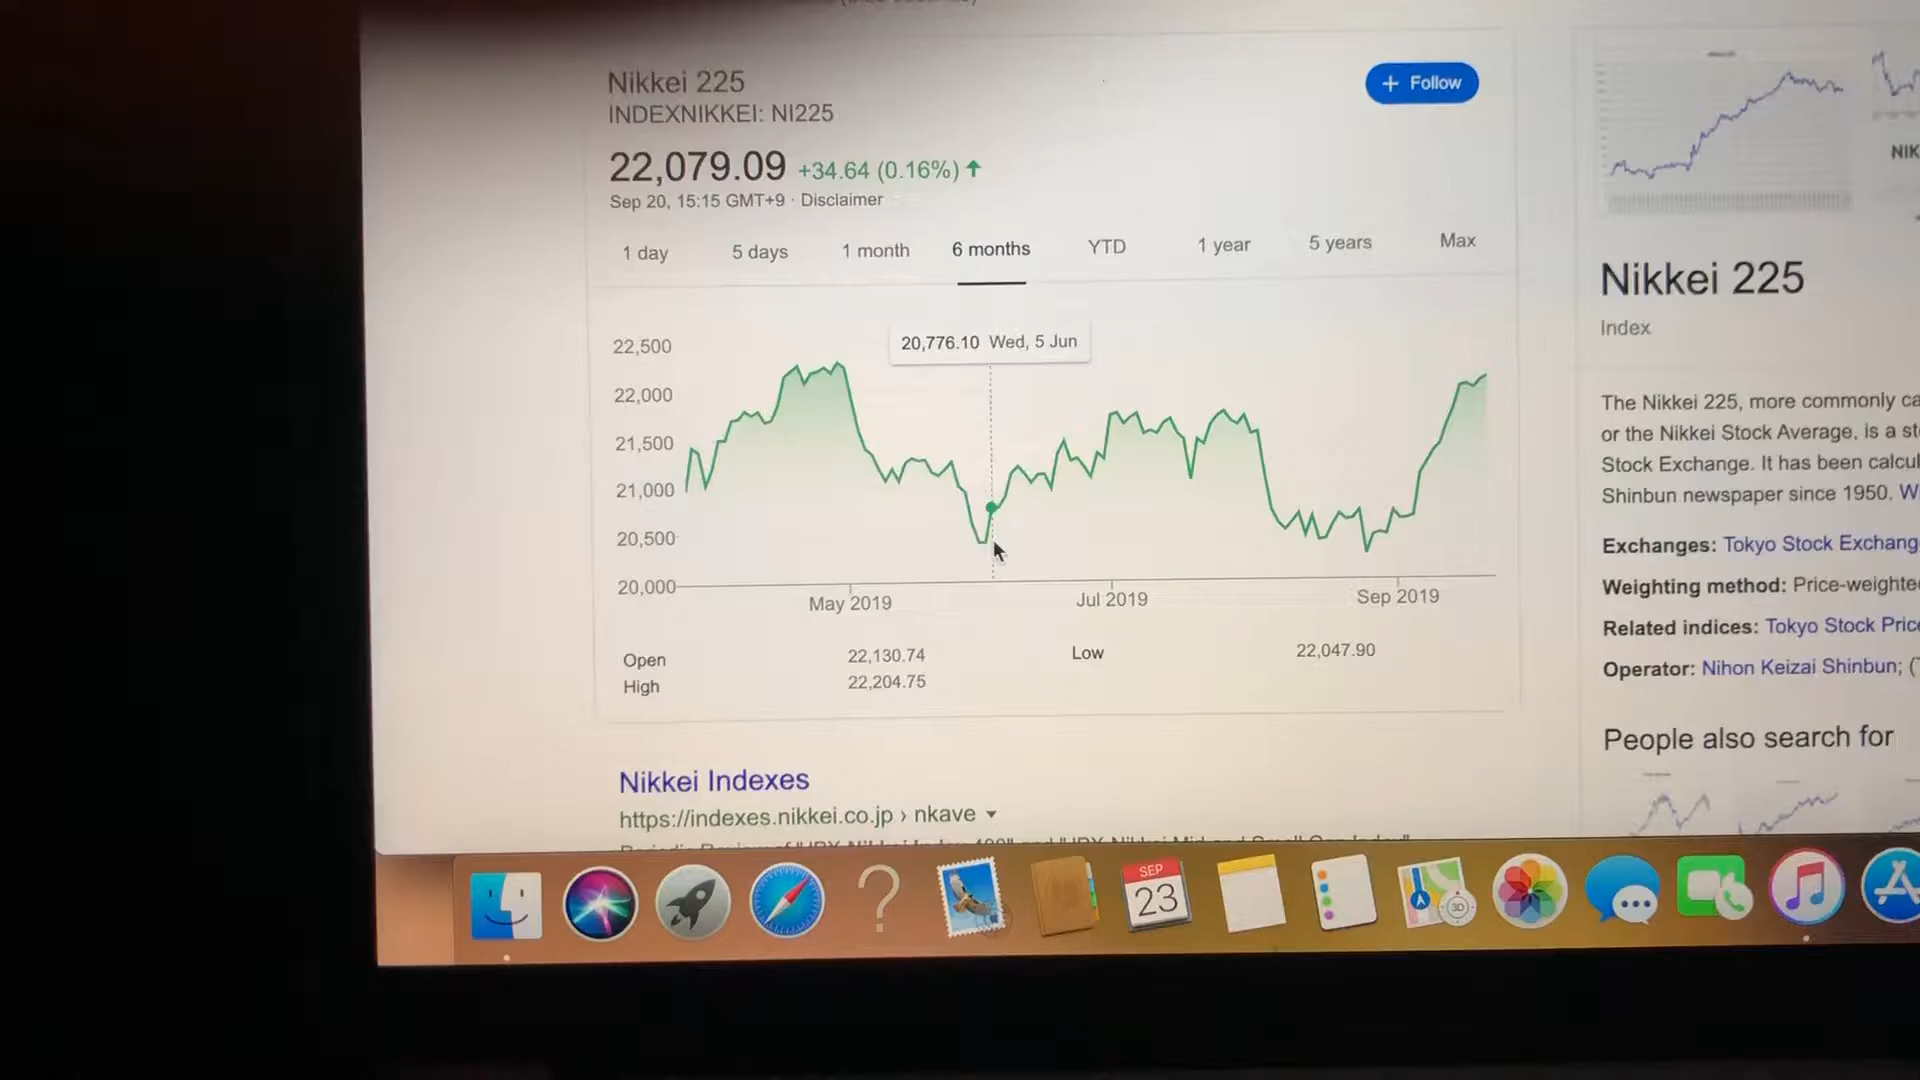 Nikkei 225
INDEXNIKKEI: NI225
+ Follow
22,079.09 +34.64 (0.16%)
Sep 20, 15:15 GMT+9 · Disclaimer
1 day 5 days 1 month 6 months YTD 1 year 5 years Max
20,776.10 Wed, 5 Jun
22,500
22,000
21,500
21,000
20,500
20,000
May 2019 Jul 2019 Sep 2019
Open 22,130.74 Low 22,047.90
High 22,204.75
Nikkei Indexes
https://indexes.nikkei.co.jp › nkave
NIK
Nikkei 225
Index
The Nikkei 225, more commonly ca
or the Nikkei Stock Average, is a st
Stock Exchange. It has been calcul
Shinbun newspaper since 1950. W
Exchanges: Tokyo Stock Exchang
Weighting method: Price-weighte
Related indices: Tokyo Stock Price
Operator: Nihon Keizai Shinbun; (
People also search for
SEP
23
3D